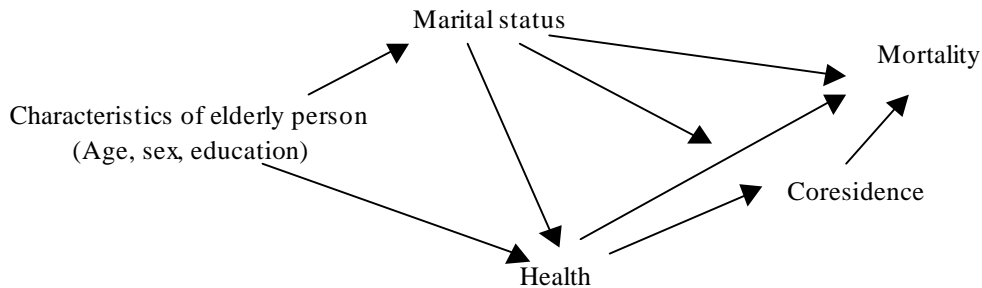 Marital status
Mortality
Characteristics of elderly person
(Age, sex, education)
Coresidence
Health